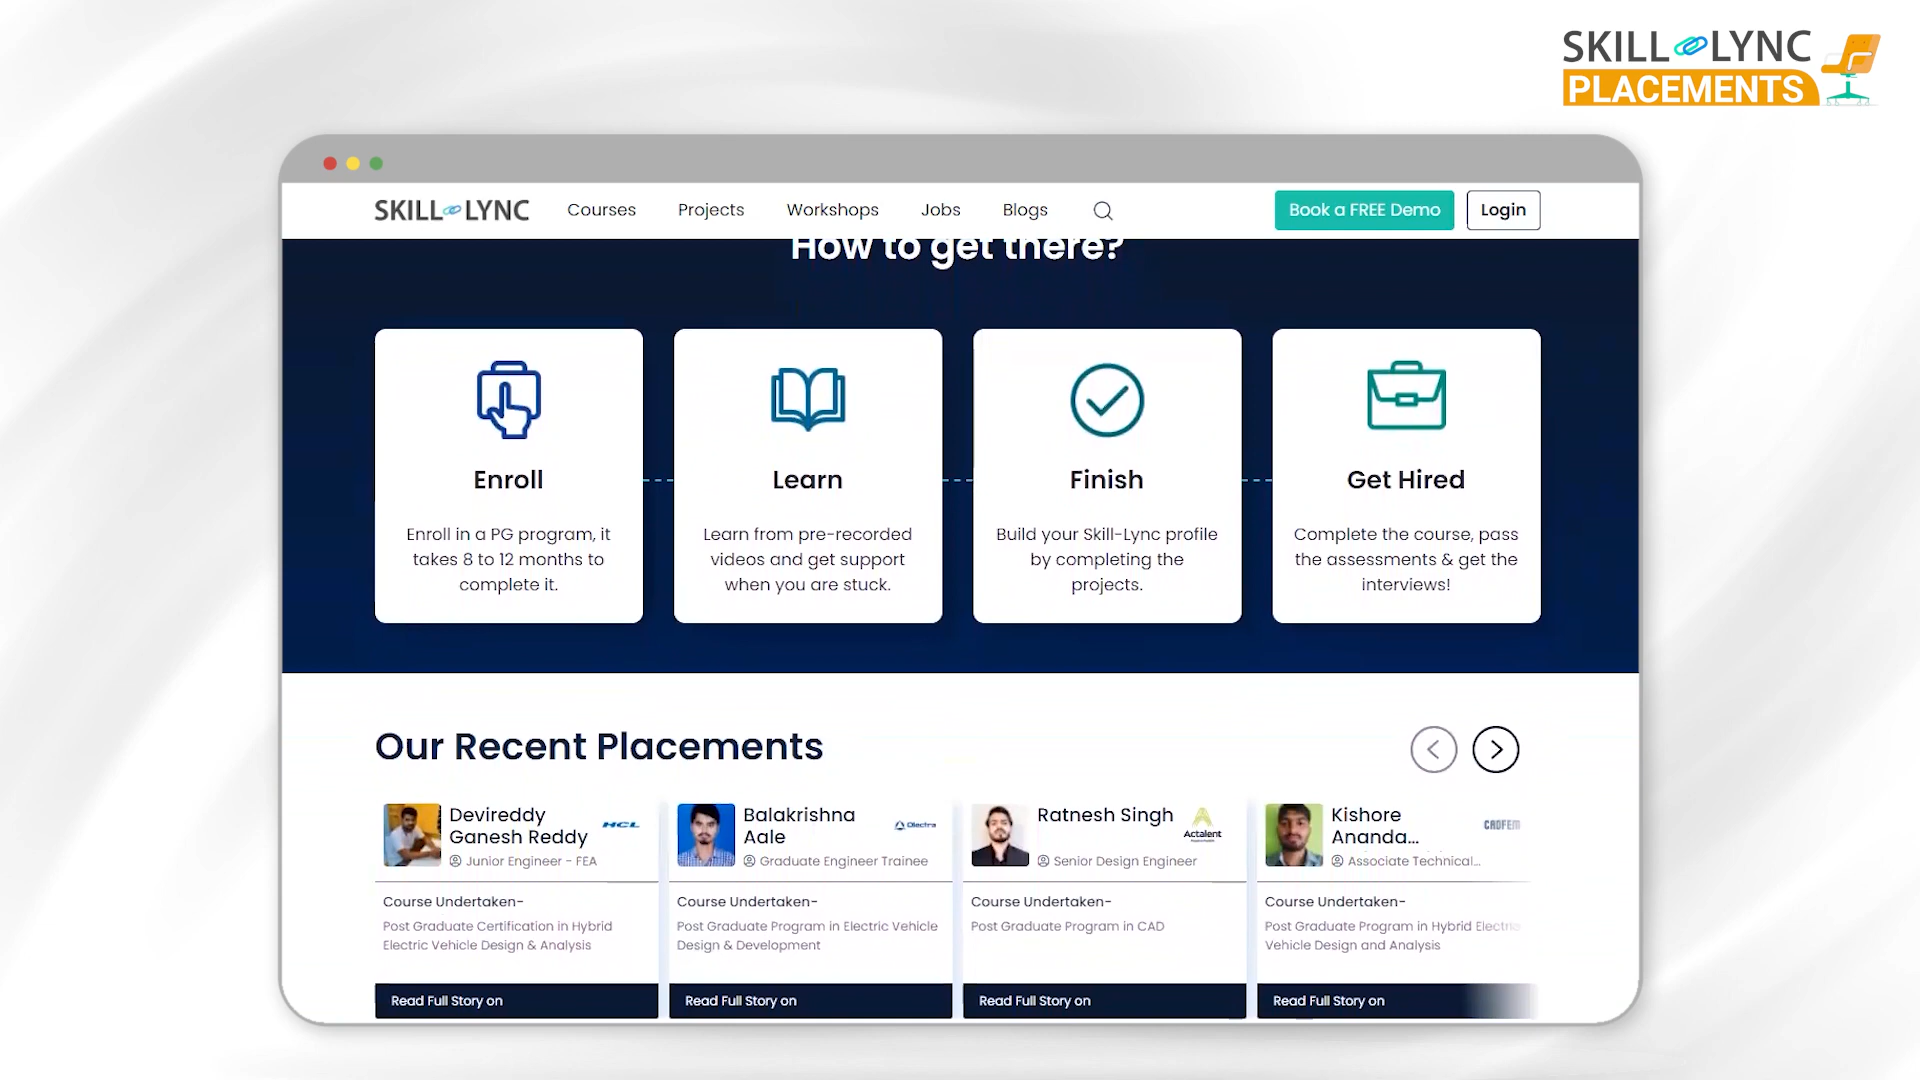 SKILL LYNC
PLACEMENTS
SKILL LYNC
Courses
Projects
Workshops
Jobs
Blogs
Book a FREE Demo
Login
How to get there?
Enroll
Enroll in a PG program, it
takes 8 to 12 months to
complete it.
Learn
Learn from pre-recorded
videos and get support
when you are stuck.
Finish
Build your Skill-Lync profile
by completing the
projects.
Get Hired
Complete the course, pass
the assessments & get the
interviews!
Our Recent Placements
Devireddy
Ganesh Reddy
HCL
Junior Engineer - FEA
Course Undertaken-
Post Graduate Certification in Hybrid
Electric Vehicle Design & Analysis
Read Full Story on
Balakrishna
Aale
Olectra
Graduate Engineer Trainee
Course Undertaken-
Post Graduate Program in Electric Vehicle
Design & Development
Read Full Story on
Ratnesh Singh
Actalent
Senior Design Engineer
Course Undertaken-
Post Graduate Program in CAD
Read Full Story on
Kishore
Ananda...
CADFEM
Associate Technical...
Course Undertaken-
Post Graduate Program in Hybrid Electric
Vehicle Design and Analysis
Read Full Story on